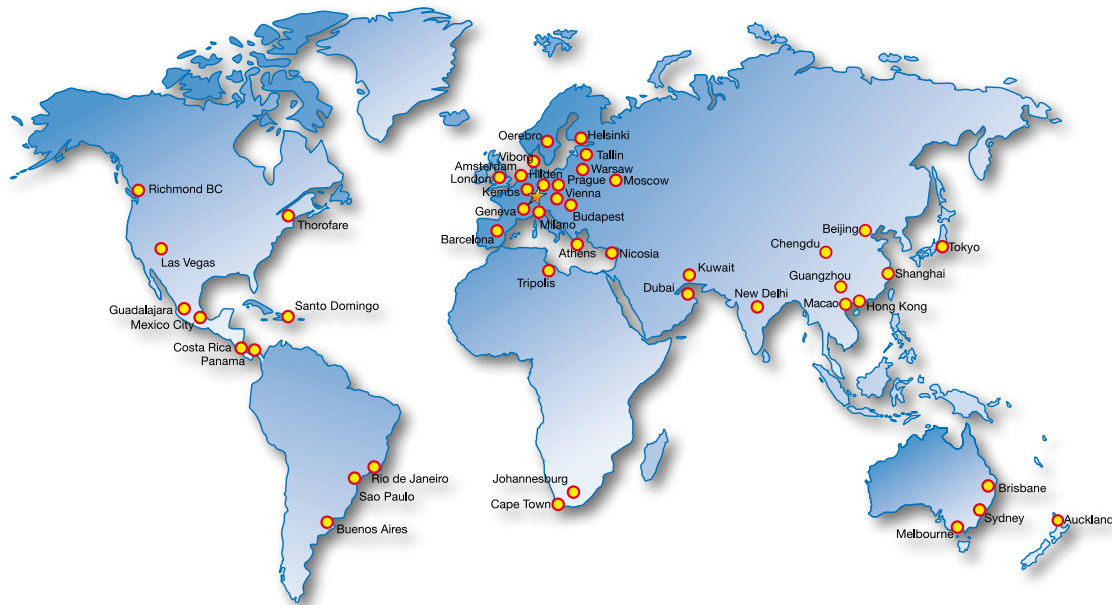 Oerebro
Helsinki
Viborg
Tallin
Amsterdam
Hilden
Warsaw
London
Prague
Moscow
Kembs
Vienna
Richmond BC
Geneva
Budapest
Thorofare
Milano
Barcelona
Beijing
Athens
Nicosia
Chengdu
Tokyo
Las Vegas
Tripolis
Kuwait
Guangzhou
Shanghai
Dubai
New Delhi
Macao
Hong Kong
Guadalajara
Santo Domingo
Mexico City
Costa Rica
Panama
Rio de Janeiro
Sao Paulo
Johannesburg
Cape Town
Buenos Aires
Brisbane
Sydney
Auckland
Melbourne